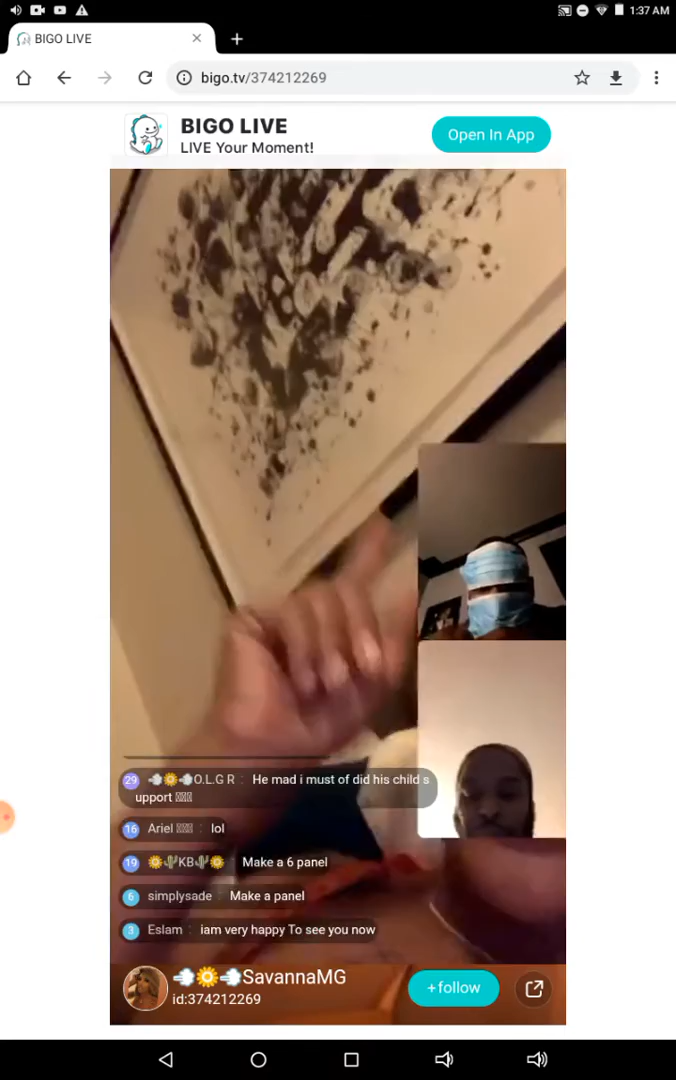 1:37 AM
BIGO LIVE
bigo.tv/374212269
BIGO LIVE
LIVE Your Moment!
Open In App
29 💨🌞💨O.L.G R : He mad i must of did his child s
upport
16 Ariel : lol
19 🌞🌵KB🌵🌞 : Make a 6 panel
6 simplysade : Make a panel
3 Eslam : iam very happy To see you now
💨🌞💨SavannaMG
id:374212269
+follow